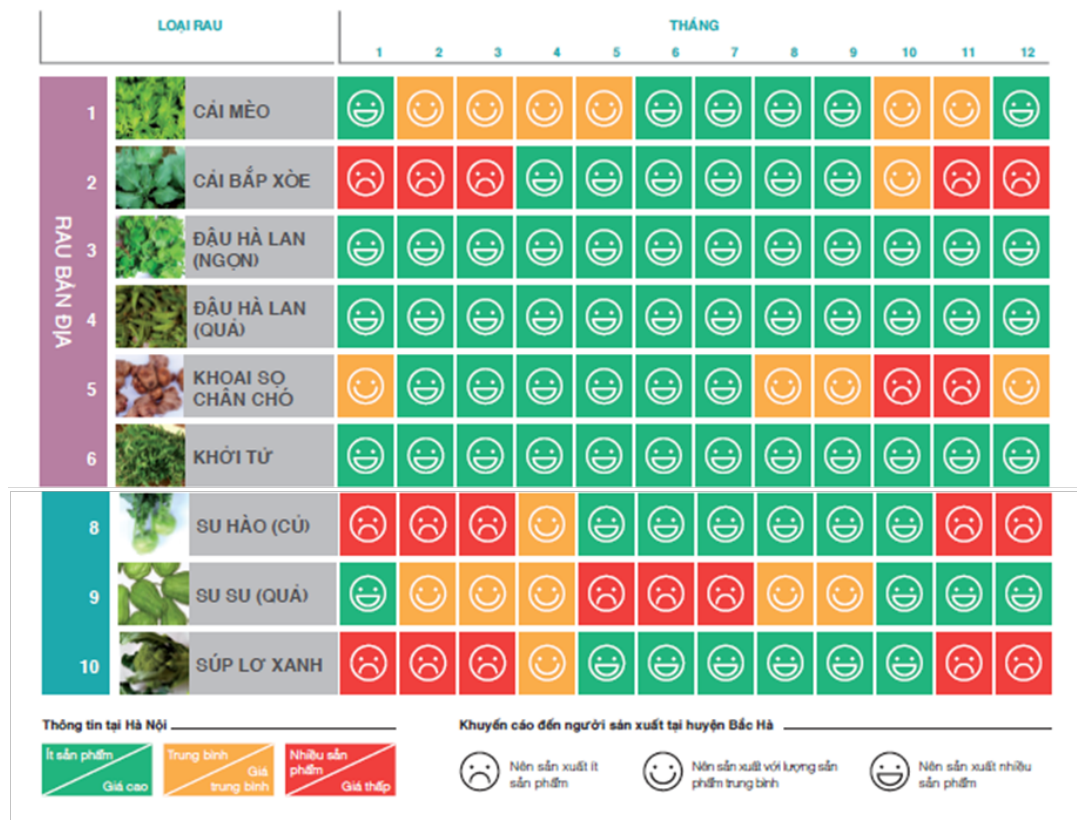 LOẠI RAU
THÁNG
1 2 3 4 5 6 7 8 9 10 11 12
RAU BẢN ĐỊA
1 CẢI MÈO
2 CẢI BẮP XÒE
3 ĐẬU HÀ LAN
(NGỌN)
4 ĐẬU HÀ LAN
(QUẢ)
5 KHOAI SỌ
CHÂN CHÓ
6 KHỞI TỬ
8 SU HÀO (CỦ)
9 SU SU (QUẢ)
10 SÚP LƠ XANH
Thông tin tại Hà Nội
Ít sản phẩm
Giá cao
Trung bình
Giá
trung bình
Nhiều sản
phẩm
Giá thấp
Khuyến cáo đến người sản xuất tại huyện Bắc Hà
Nên sản xuất ít
sản phẩm
Nên sản xuất với lượng sản
phẩm trung bình
Nên sản xuất nhiều
sản phẩm